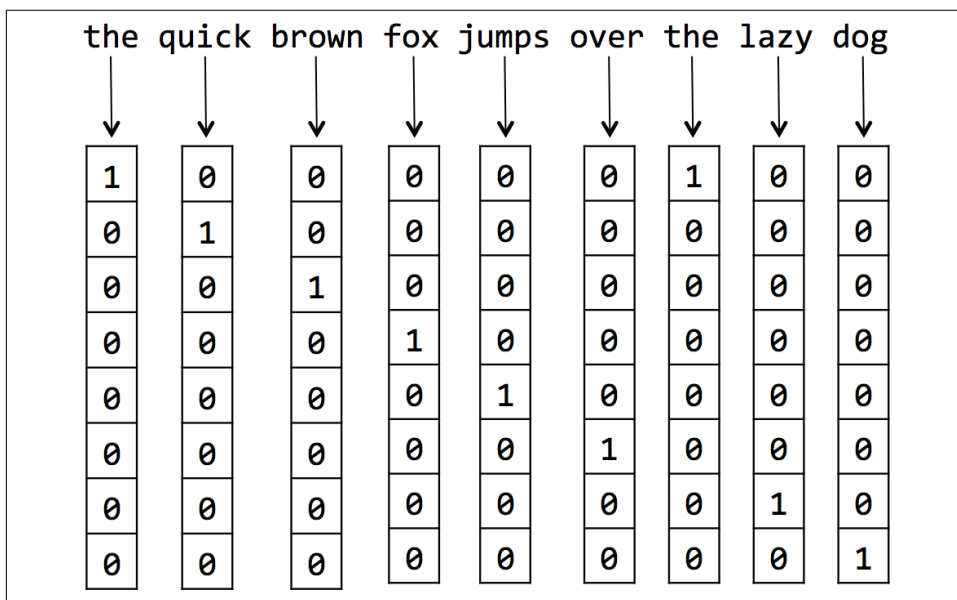 the quick brown fox jumps over the lazy dog
1 0 0 0 0 0 1 0 0
0 1 0 0 0 0 0 0 0
0 0 1 0 0 0 0 0 0
0 0 0 1 0 0 0 0 0
0 0 0 0 1 0 0 0 0
0 0 0 0 0 1 0 0 0
0 0 0 0 0 0 0 1 0
0 0 0 0 0 0 0 0 1